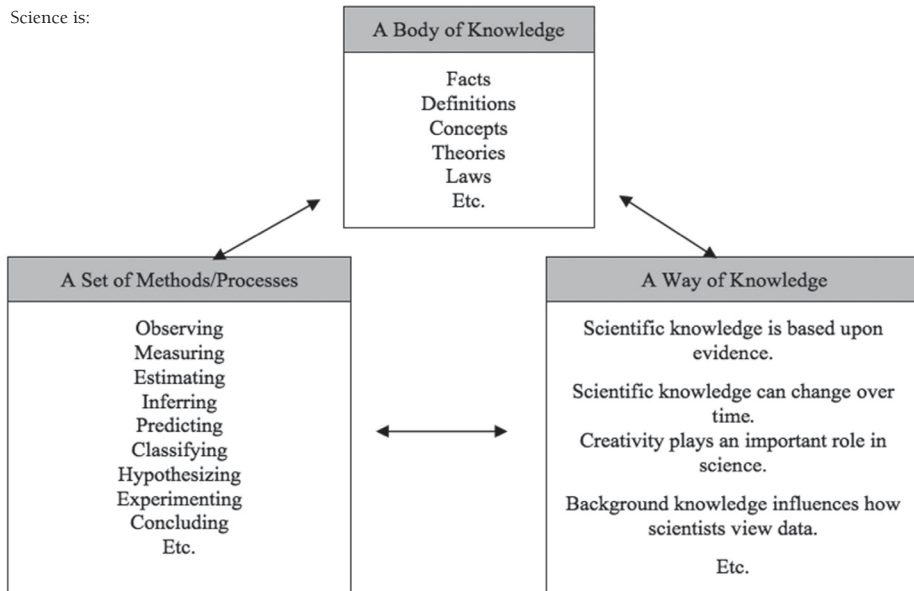 Science is:
A Body of Knowledge
Facts
Definitions
Concepts
Theories
Laws
Etc.
A Set of Methods/Processes
Observing
Measuring
Estimating
Inferring
Predicting
Classifying
Hypothesizing
Experimenting
Concluding
Etc.
A Way of Knowledge
Scientific knowledge is based upon
evidence.
Scientific knowledge can change over
time.
Creativity plays an important role in
science.
Background knowledge influences how
scientists view data.
Etc.